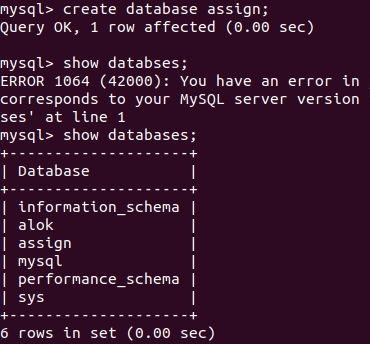 mysql> create database assign;
Query OK, 1 row affected (0.00 sec)
mysql> show databses;
ERROR 1064 (42000): You have an error in
corresponds to your MySQL server version
ses' at line 1
mysql> show databases;
+--------------------+
| Database           |
+--------------------+
| information_schema |
| alok               |
| assign             |
| mysql              |
| performance_schema |
| sys                |
+--------------------+
6 rows in set (0.00 sec)